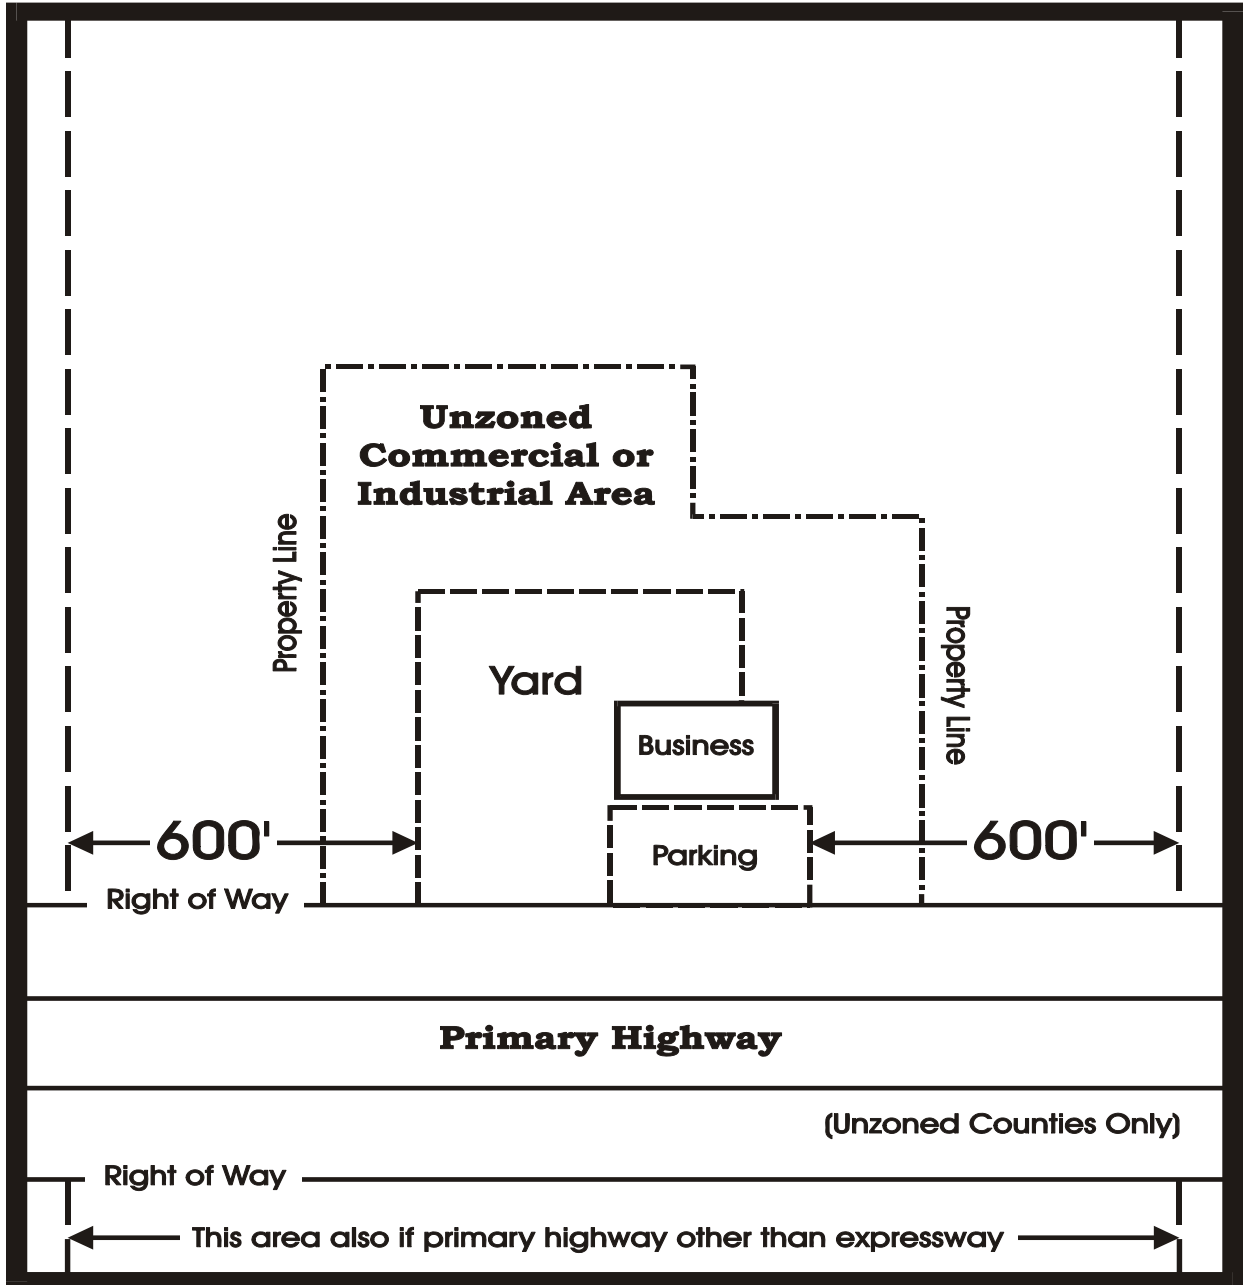 Unzoned
Commercial or
Industrial Area
Property Line
Property Line
Yard
Business
600'
Parking
600'
Right of Way
Primary Highway
(Unzoned Counties Only)
Right of Way
This area also if primary highway other than expressway